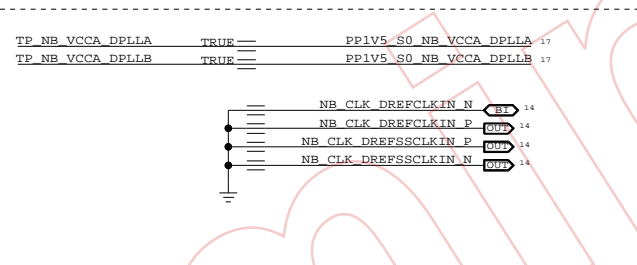 TP_NB_VCCA_DPLLA TRUE PP1V5_S0_NB_VCCA_DPLLA 17
TP_NB_VCCA_DPLLB TRUE PP1V5_S0_NB_VCCA_DPLLB 17
NB_CLK_DREFCLKIN_N BI 14
NB_CLK_DREFCLKIN_P OUT 14
NB_CLK_DREFSSCLKIN_P OUT 14
NB_CLK_DREFSSCLKIN_N OUT 14